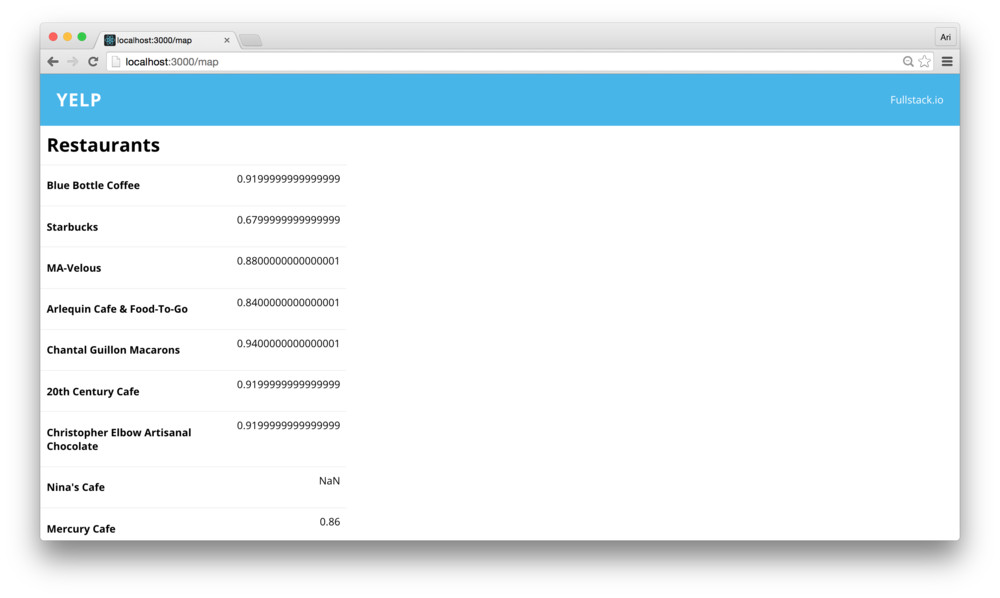 localhost:3000/map
Ari
localhost:3000/map
YELP
Fullstack.io
Restaurants
Blue Bottle Coffee
0.9199999999999999
Starbucks
0.6799999999999999
MA-Velous
0.8800000000000001
Arlequin Cafe & Food-To-Go
0.8400000000000001
Chantal Guillon Macarons
0.9400000000000001
20th Century Cafe
0.9199999999999999
Christopher Elbow Artisanal
Chocolate
0.9199999999999999
Nina's Cafe
NaN
Mercury Cafe
0.86